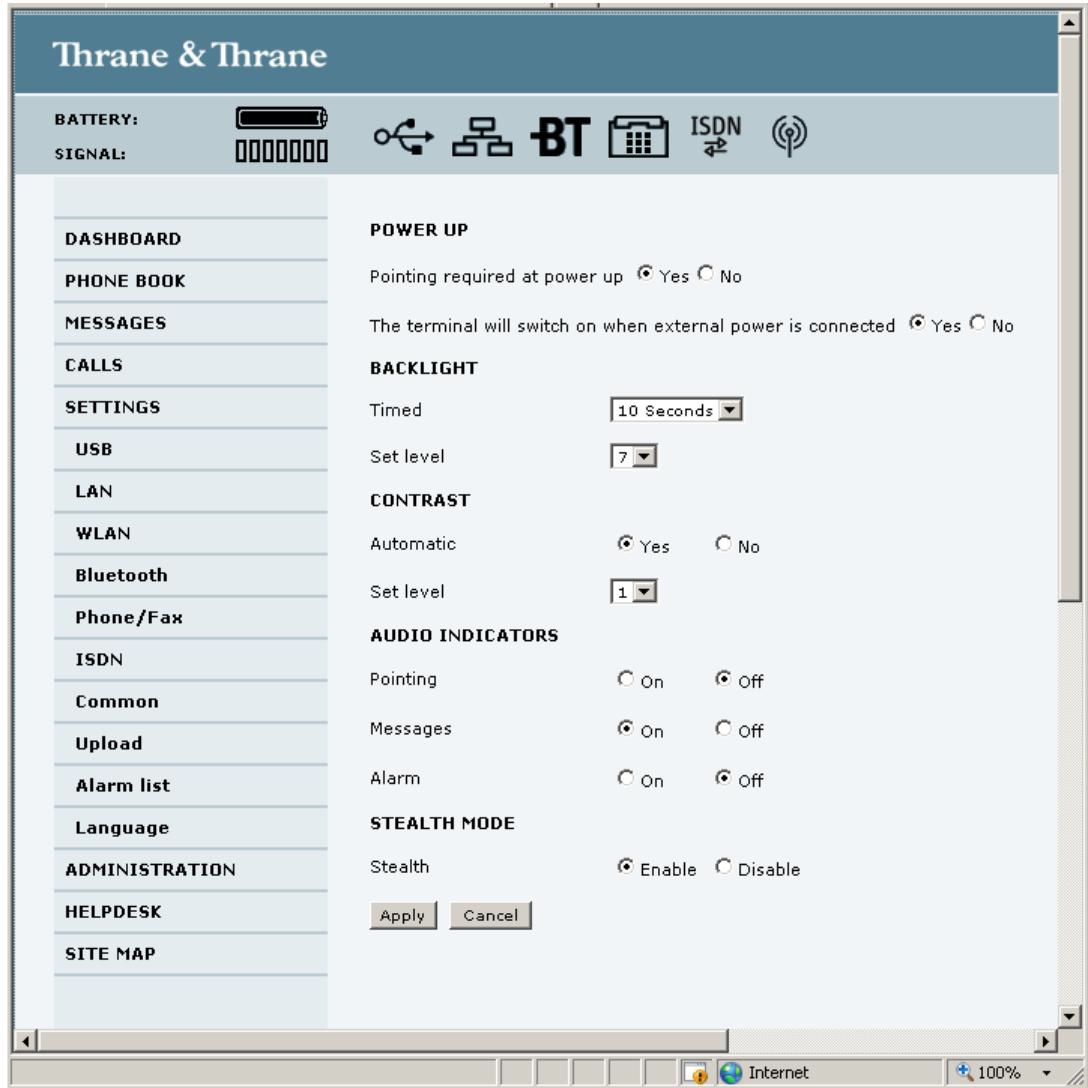 Thrane & Thrane
BATTERY:
SIGNAL:
BT
ISDN
DASHBOARD
PHONE BOOK
MESSAGES
CALLS
SETTINGS
USB
LAN
WLAN
Bluetooth
Phone/Fax
ISDN
Common
Upload
Alarm list
Language
ADMINISTRATION
HELPDESK
SITE MAP
POWER UP
Pointing required at power up Yes No
The terminal will switch on when external power is connected Yes No
BACKLIGHT
Timed 10 Seconds
Set level 7
CONTRAST
Automatic Yes No
Set level 1
AUDIO INDICATORS
Pointing On Off
Messages On Off
Alarm On Off
STEALTH MODE
Stealth Enable Disable
Apply Cancel
Internet 100%